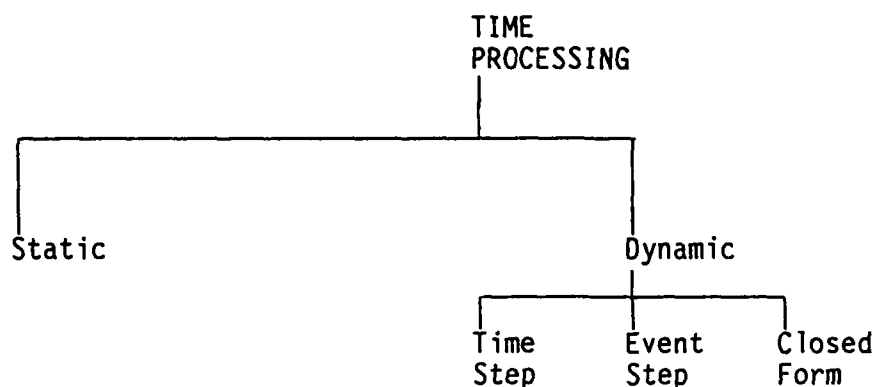 TIME
PROCESSING
Static
Dynamic
Time
Step
Event
Step
Closed
Form